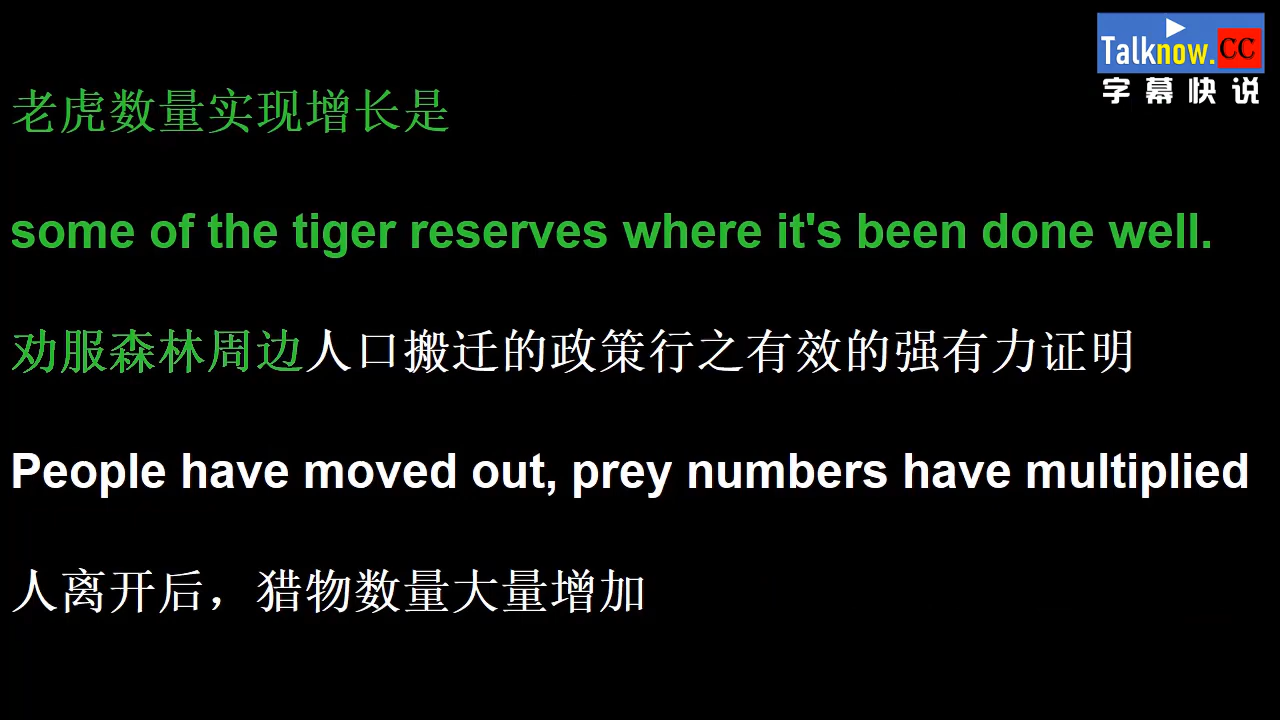 Talknow.CC
字幕快说
老虎数量实现增长是
some of the tiger reserves where it's been done well.
劝服森林周边人口搬迁的政策行之有效的强有力证明
People have moved out, prey numbers have multiplied
人离开后，猎物数量大量增加